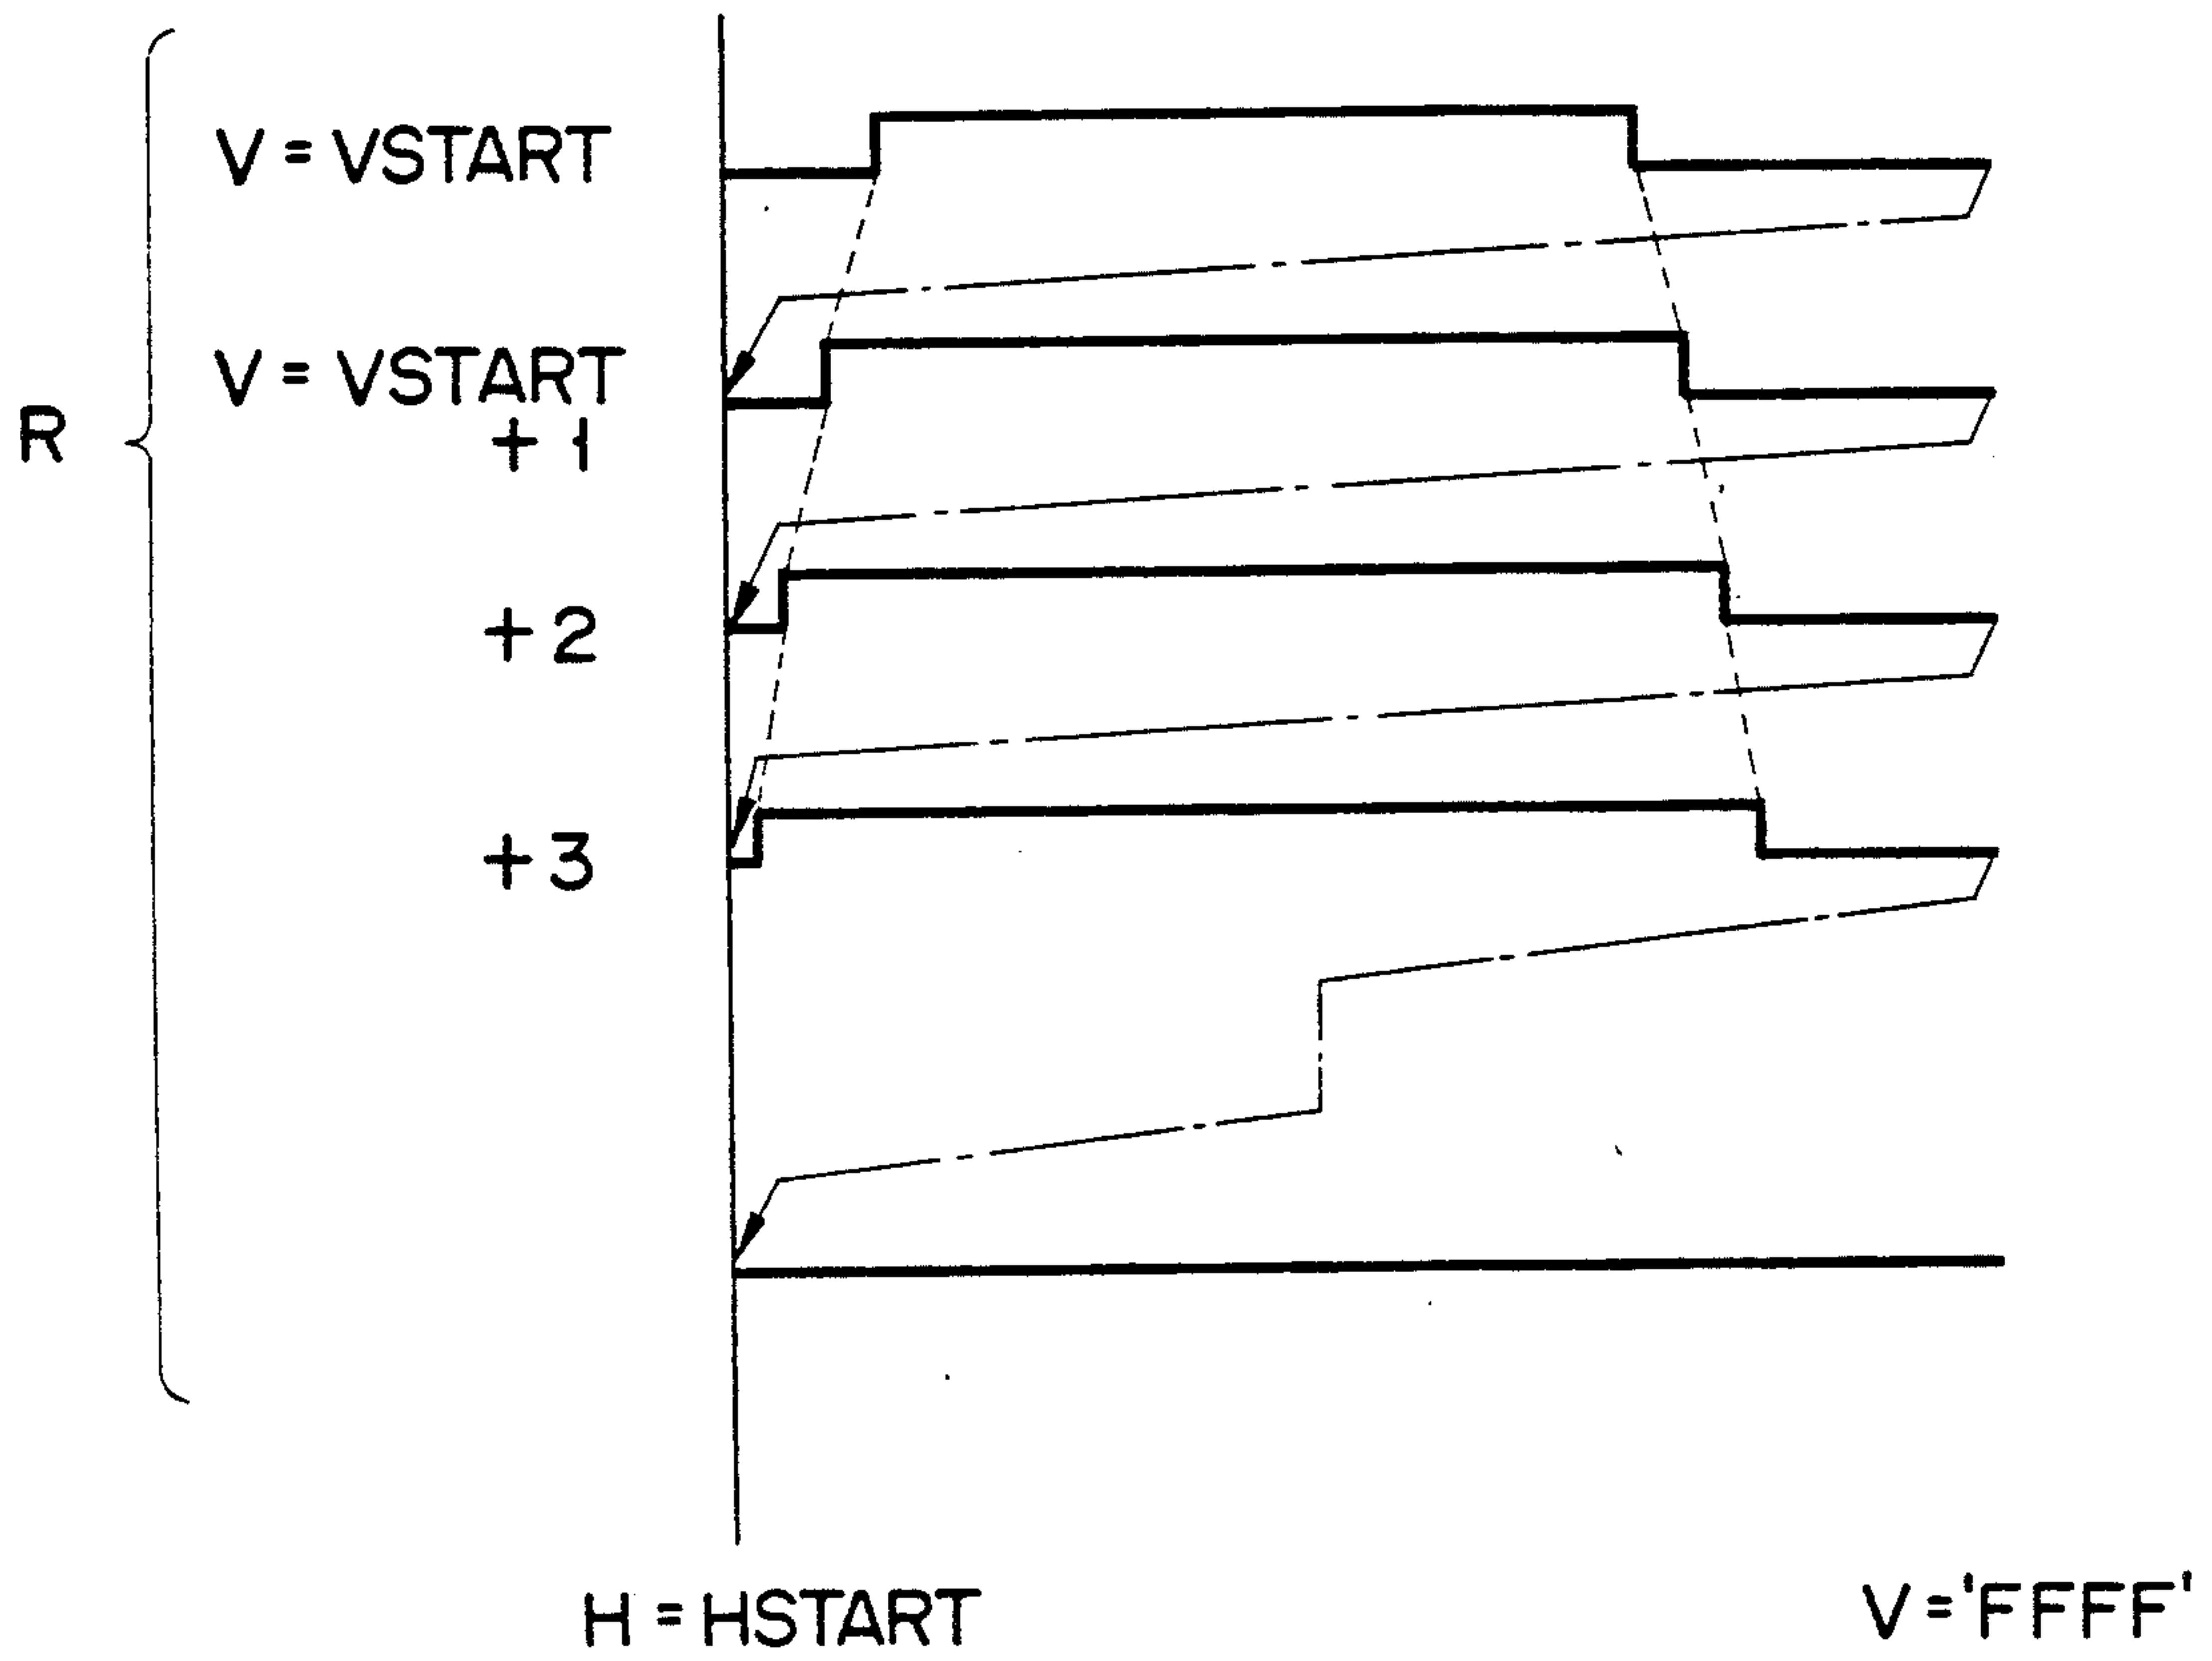 V = VSTART
V = VSTART
+ 1
R
+ 2
+ 3
H = HSTART
V = 'FFFF'